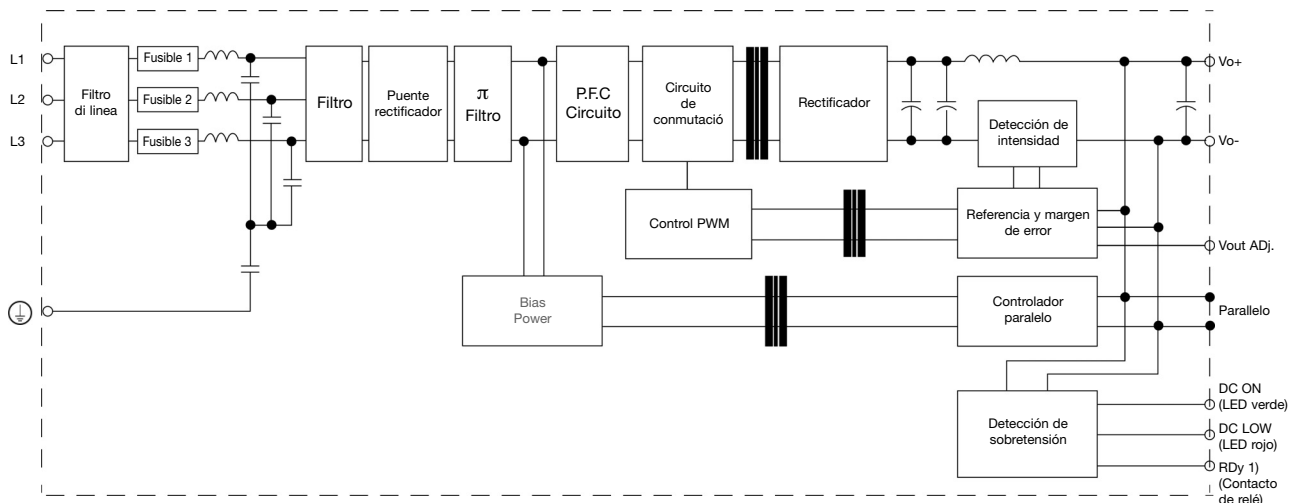 L1
L2
L3
Filtro
di linea
Fusible 1
Fusible 2
Fusible 3
Filtro
Puente
rectificador
π
Filtro
P.F.C
Circuito
Circuito
de
conmutació
Rectificador
Detección de
intensidad
Vo+
Vo-
Control PWM
Referencia y margen
de error
Vout ADj.
Bias
Power
Controlador
paralelo
Parallelo
Detección de
sobretensión
DC ON
(LED verde)
DC LOW
(LED rojo)
RDy 1)
(Contacto
de relé)